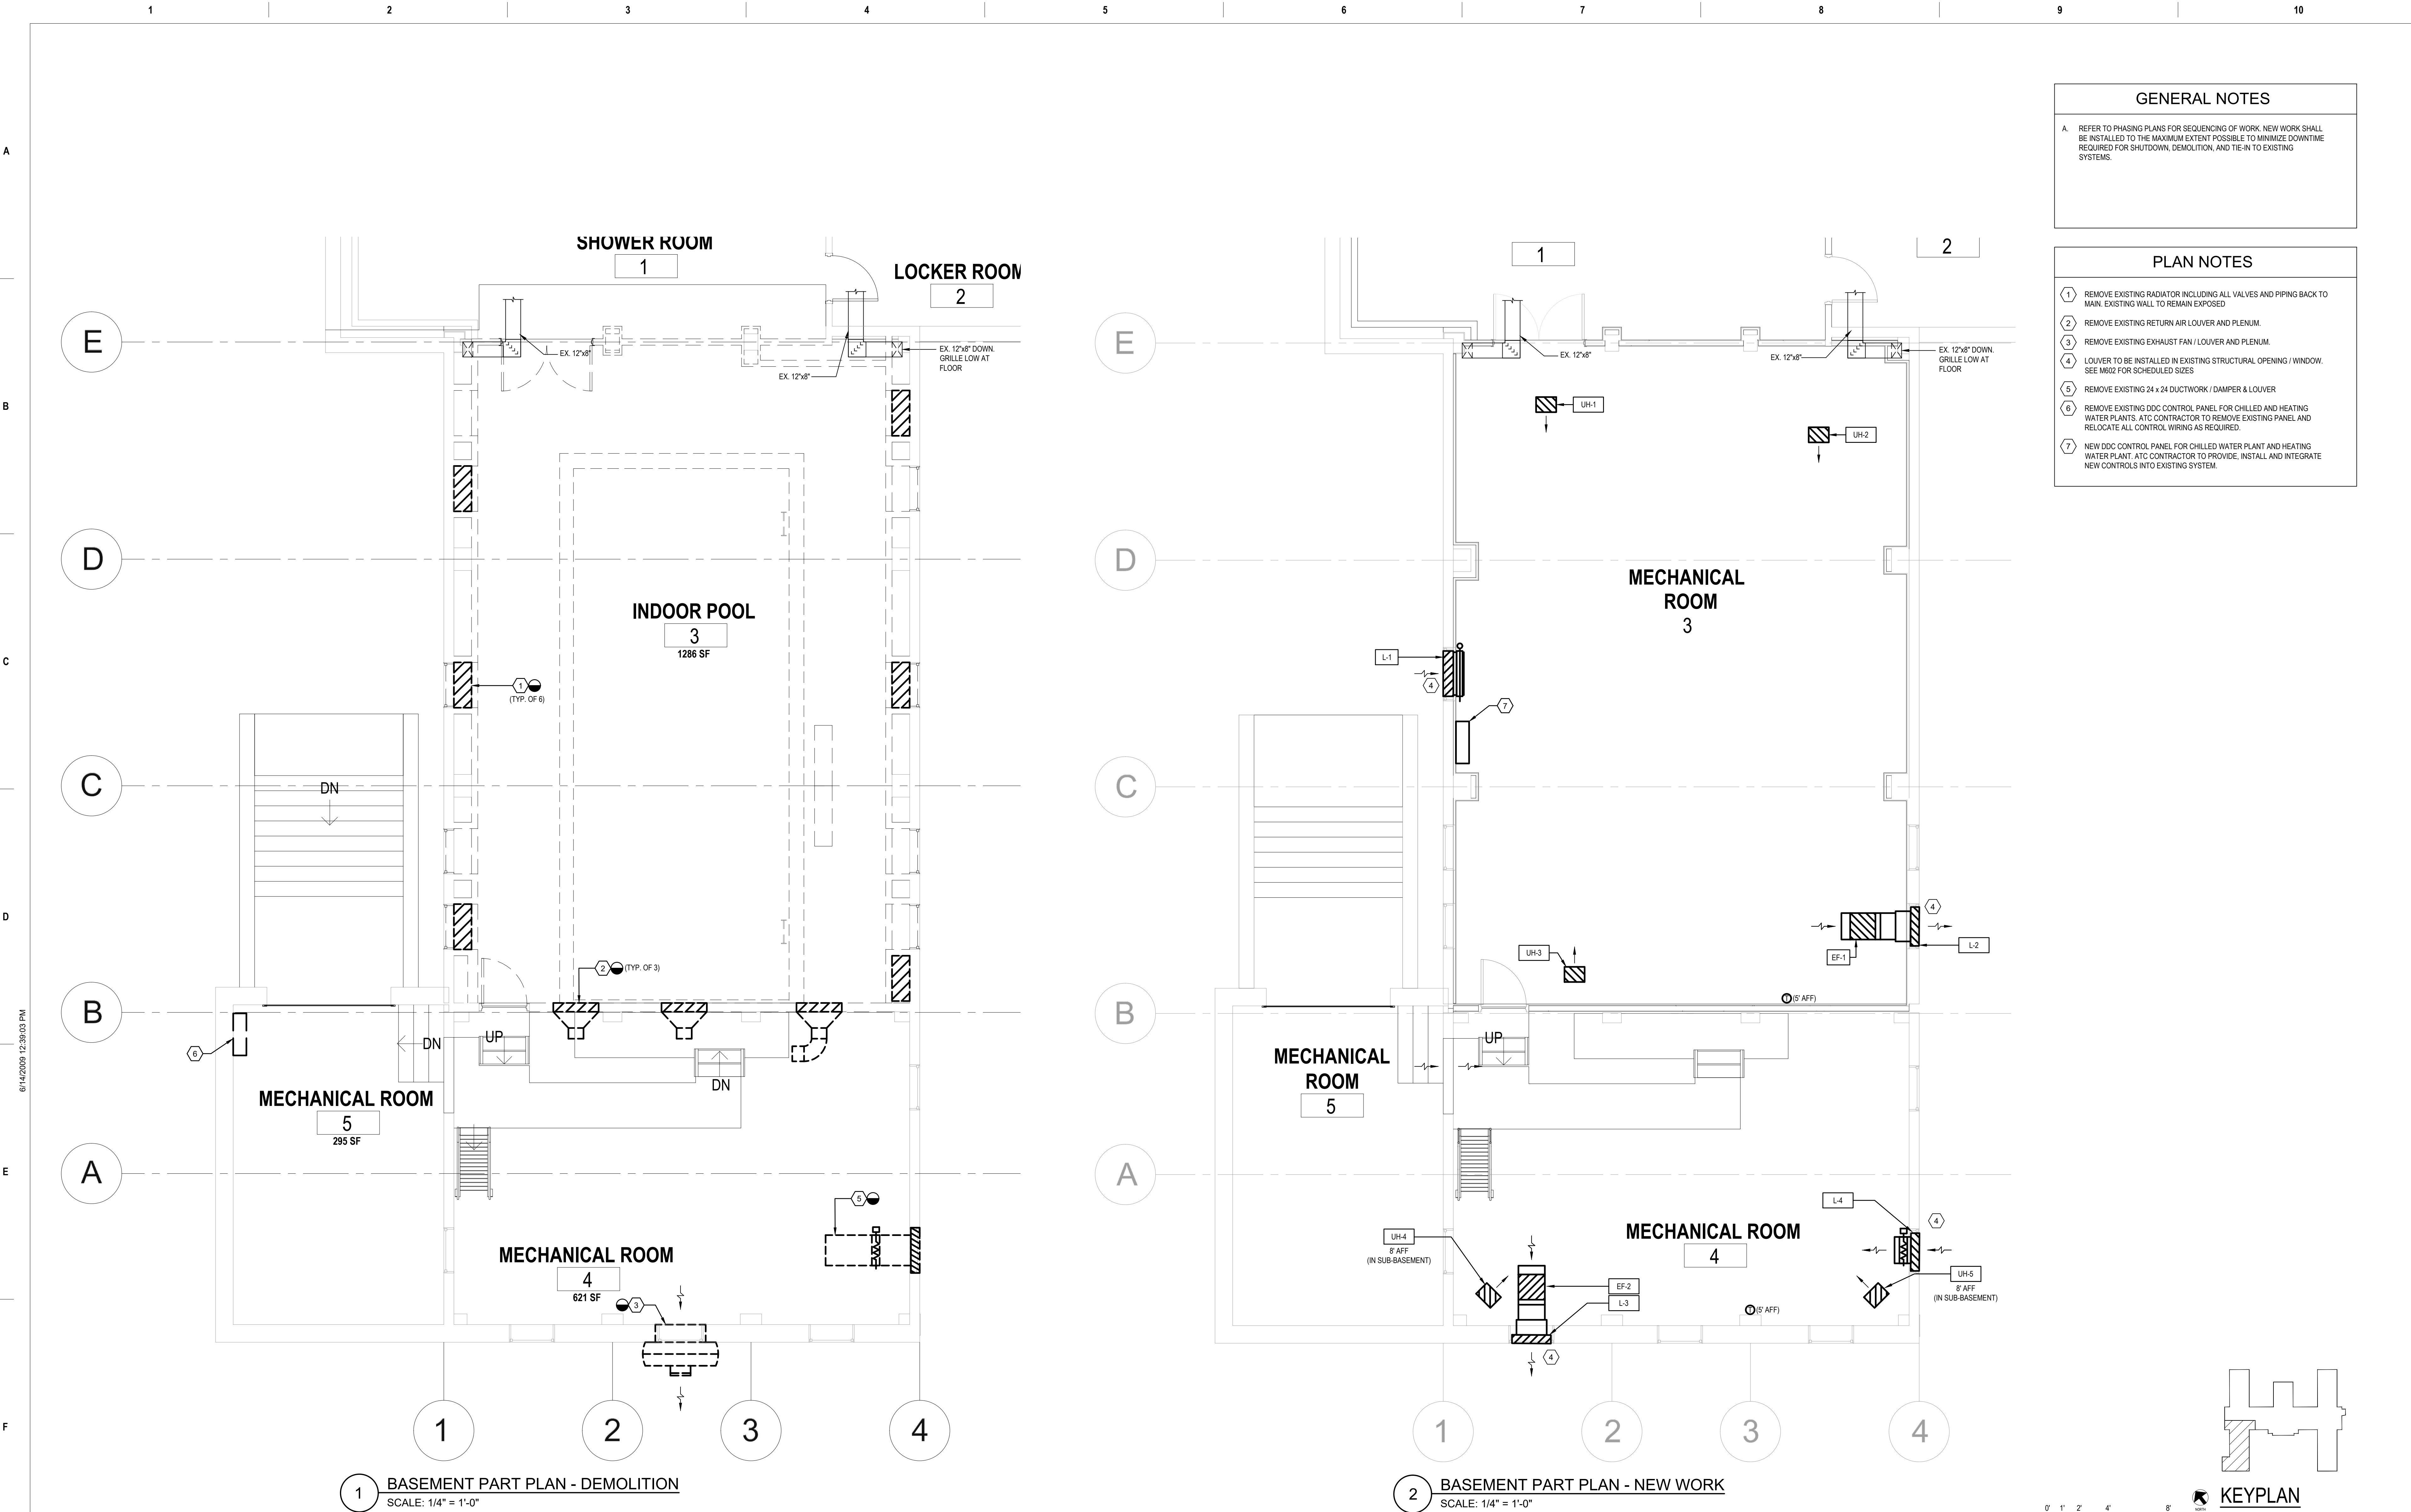 1 2 3 4 5 6 7 8 9 10
A
B
C
D
E
F
6/14/2009 12:39:03 PM
SHOWER ROOM
1
LOCKER ROOM
2
E
D
C
B
A
EX. 12"x8"
EX. 12"x8"
EX. 12"x8" DOWN.
GRILLE LOW AT
FLOOR
INDOOR POOL
3
1286 SF
1
(TYP. OF 6)
DN
2
(TYP. OF 3)
6
DN
UP
DN
MECHANICAL ROOM
5
295 SF
5
MECHANICAL ROOM
4
621 SF
3
1
2
3
4
1
BASEMENT PART PLAN - DEMOLITION
SCALE: 1/4" = 1'-0"
1
2
E
D
C
B
A
EX. 12"x8"
EX. 12"x8"
EX. 12"x8" DOWN.
GRILLE LOW AT
FLOOR
UH-1
UH-2
MECHANICAL
ROOM
3
L-1
4
7
4
L-2
EF-1
UH-3
T
(5' AFF)
UP
MECHANICAL
ROOM
5
L-4
4
MECHANICAL ROOM
4
UH-4
8' AFF
(IN SUB-BASEMENT)
EF-2
L-3
UH-5
8' AFF
(IN SUB-BASEMENT)
T
(5' AFF)
4
1
2
3
4
2
BASEMENT PART PLAN - NEW WORK
SCALE: 1/4" = 1'-0"
GENERAL NOTES
A. REFER TO PHASING PLANS FOR SEQUENCING OF WORK. NEW WORK SHALL
BE INSTALLED TO THE MAXIMUM EXTENT POSSIBLE TO MINIMIZE DOWNTIME
REQUIRED FOR SHUTDOWN, DEMOLITION, AND TIE-IN TO EXISTING
SYSTEMS.
PLAN NOTES
1 REMOVE EXISTING RADIATOR INCLUDING ALL VALVES AND PIPING BACK TO
MAIN. EXISTING WALL TO REMAIN EXPOSED
2 REMOVE EXISTING RETURN AIR LOUVER AND PLENUM.
3 REMOVE EXISTING EXHAUST FAN / LOUVER AND PLENUM.
4 LOUVER TO BE INSTALLED IN EXISTING STRUCTURAL OPENING / WINDOW.
SEE M602 FOR SCHEDULED SIZES
5 REMOVE EXISTING 24 x 24 DUCTWORK / DAMPER & LOUVER
6 REMOVE EXISTING DDC CONTROL PANEL FOR CHILLED AND HEATING
WATER PLANTS. ATC CONTRACTOR TO REMOVE EXISTING PANEL AND
RELOCATE ALL CONTROL WIRING AS REQUIRED.
7 NEW DDC CONTROL PANEL FOR CHILLED WATER PLANT AND HEATING
WATER PLANT. ATC CONTRACTOR TO PROVIDE, INSTALL AND INTEGRATE
NEW CONTROLS INTO EXISTING SYSTEM.
NORTH
KEYPLAN
0' 1' 2' 4' 8'